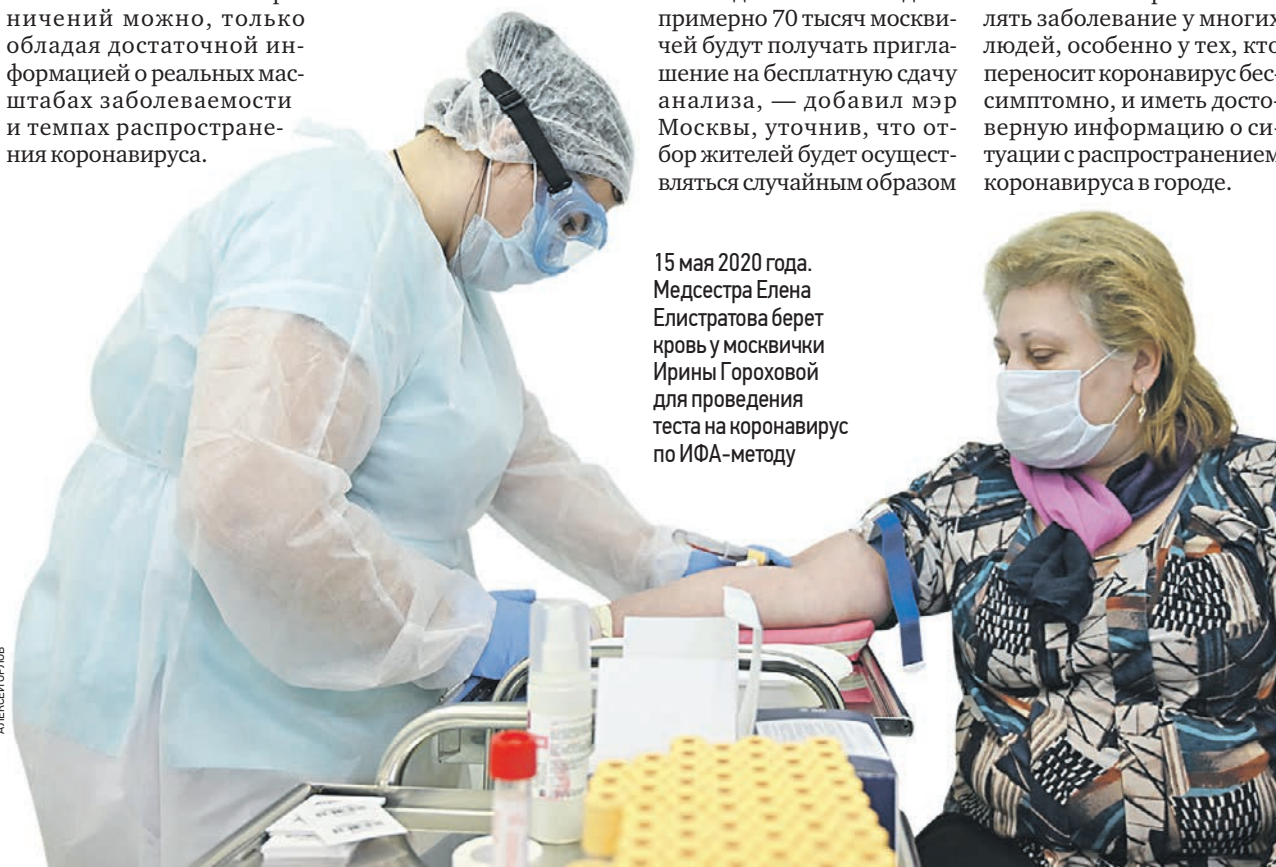 ничений можно, только
обладая достаточной ин-
формацией о реальных мас-
штабах заболеваемости
и темпах распростране-
ния коронавируса.
примерно 70 тысяч москви-
чей будут получать пригла-
шение на бесплатную сдачу
анализа, — добавил мэр
Москвы, уточнив, что от-
бор жителей будет осущест-
вляться случайным образом
лять заболевание у многих
людей, особенно у тех, кто
переносит коронавирус бес-
симптомно, и иметь досто-
верную информацию о си-
туации с распространением
коронавируса в городе.
15 мая 2020 года.
Медсестра Елена
Елистратова берет
кровь у москвички
Ирины Гороховой
для проведения
теста на коронавирус
по ИФА-методу
АЛЕКСЕЙ ОРЛОВ